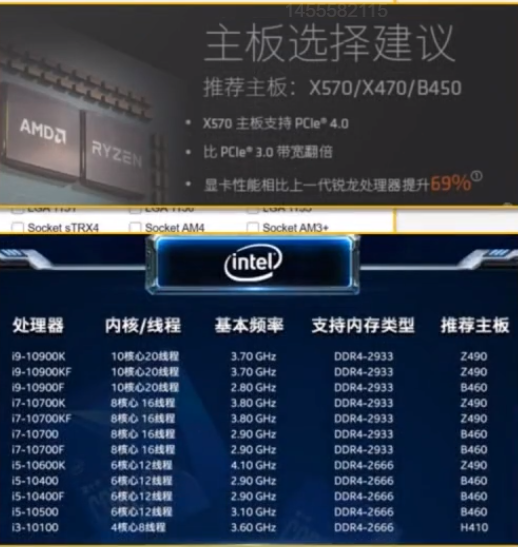 1455582115
主板选择建议
推荐主板：X570/X470/B450
• X570 主板支持 PCIe® 4.0
• 比 PCIe® 3.0 带宽翻倍
• 显卡性能相比上一代锐龙处理器提升69%①
AMD
RYZEN
LGA 1151 LGA 1150 LGA 1155
Socket sTRX4 Socket AM4 Socket AM3+
intel
处理器 内核/线程 基本频率 支持内存类型 推荐主板
i9-10900K 10核心20线程 3.70 GHz DDR4-2933 Z490
i9-10900KF 10核心20线程 3.70 GHz DDR4-2933 Z490
i9-10900F 10核心20线程 2.80 GHz DDR4-2933 B460
i7-10700K 8核心 16线程 3.80 GHz DDR4-2933 Z490
i7-10700KF 8核心 16线程 3.80 GHz DDR4-2933 Z490
i7-10700 8核心 16线程 2.90 GHz DDR4-2933 B460
i7-10700F 8核心 16线程 2.90 GHz DDR4-2933 B460
i5-10600K 6核心12线程 4.10 GHz DDR4-2666 Z490
i5-10400 6核心12线程 2.90 GHz DDR4-2666 B460
i5-10400F 6核心12线程 2.90 GHz DDR4-2666 B460
i5-10500 6核心12线程 3.10 GHz DDR4-2666 B460
i3-10100 4核心8线程 3.60 GHz DDR4-2666 H410